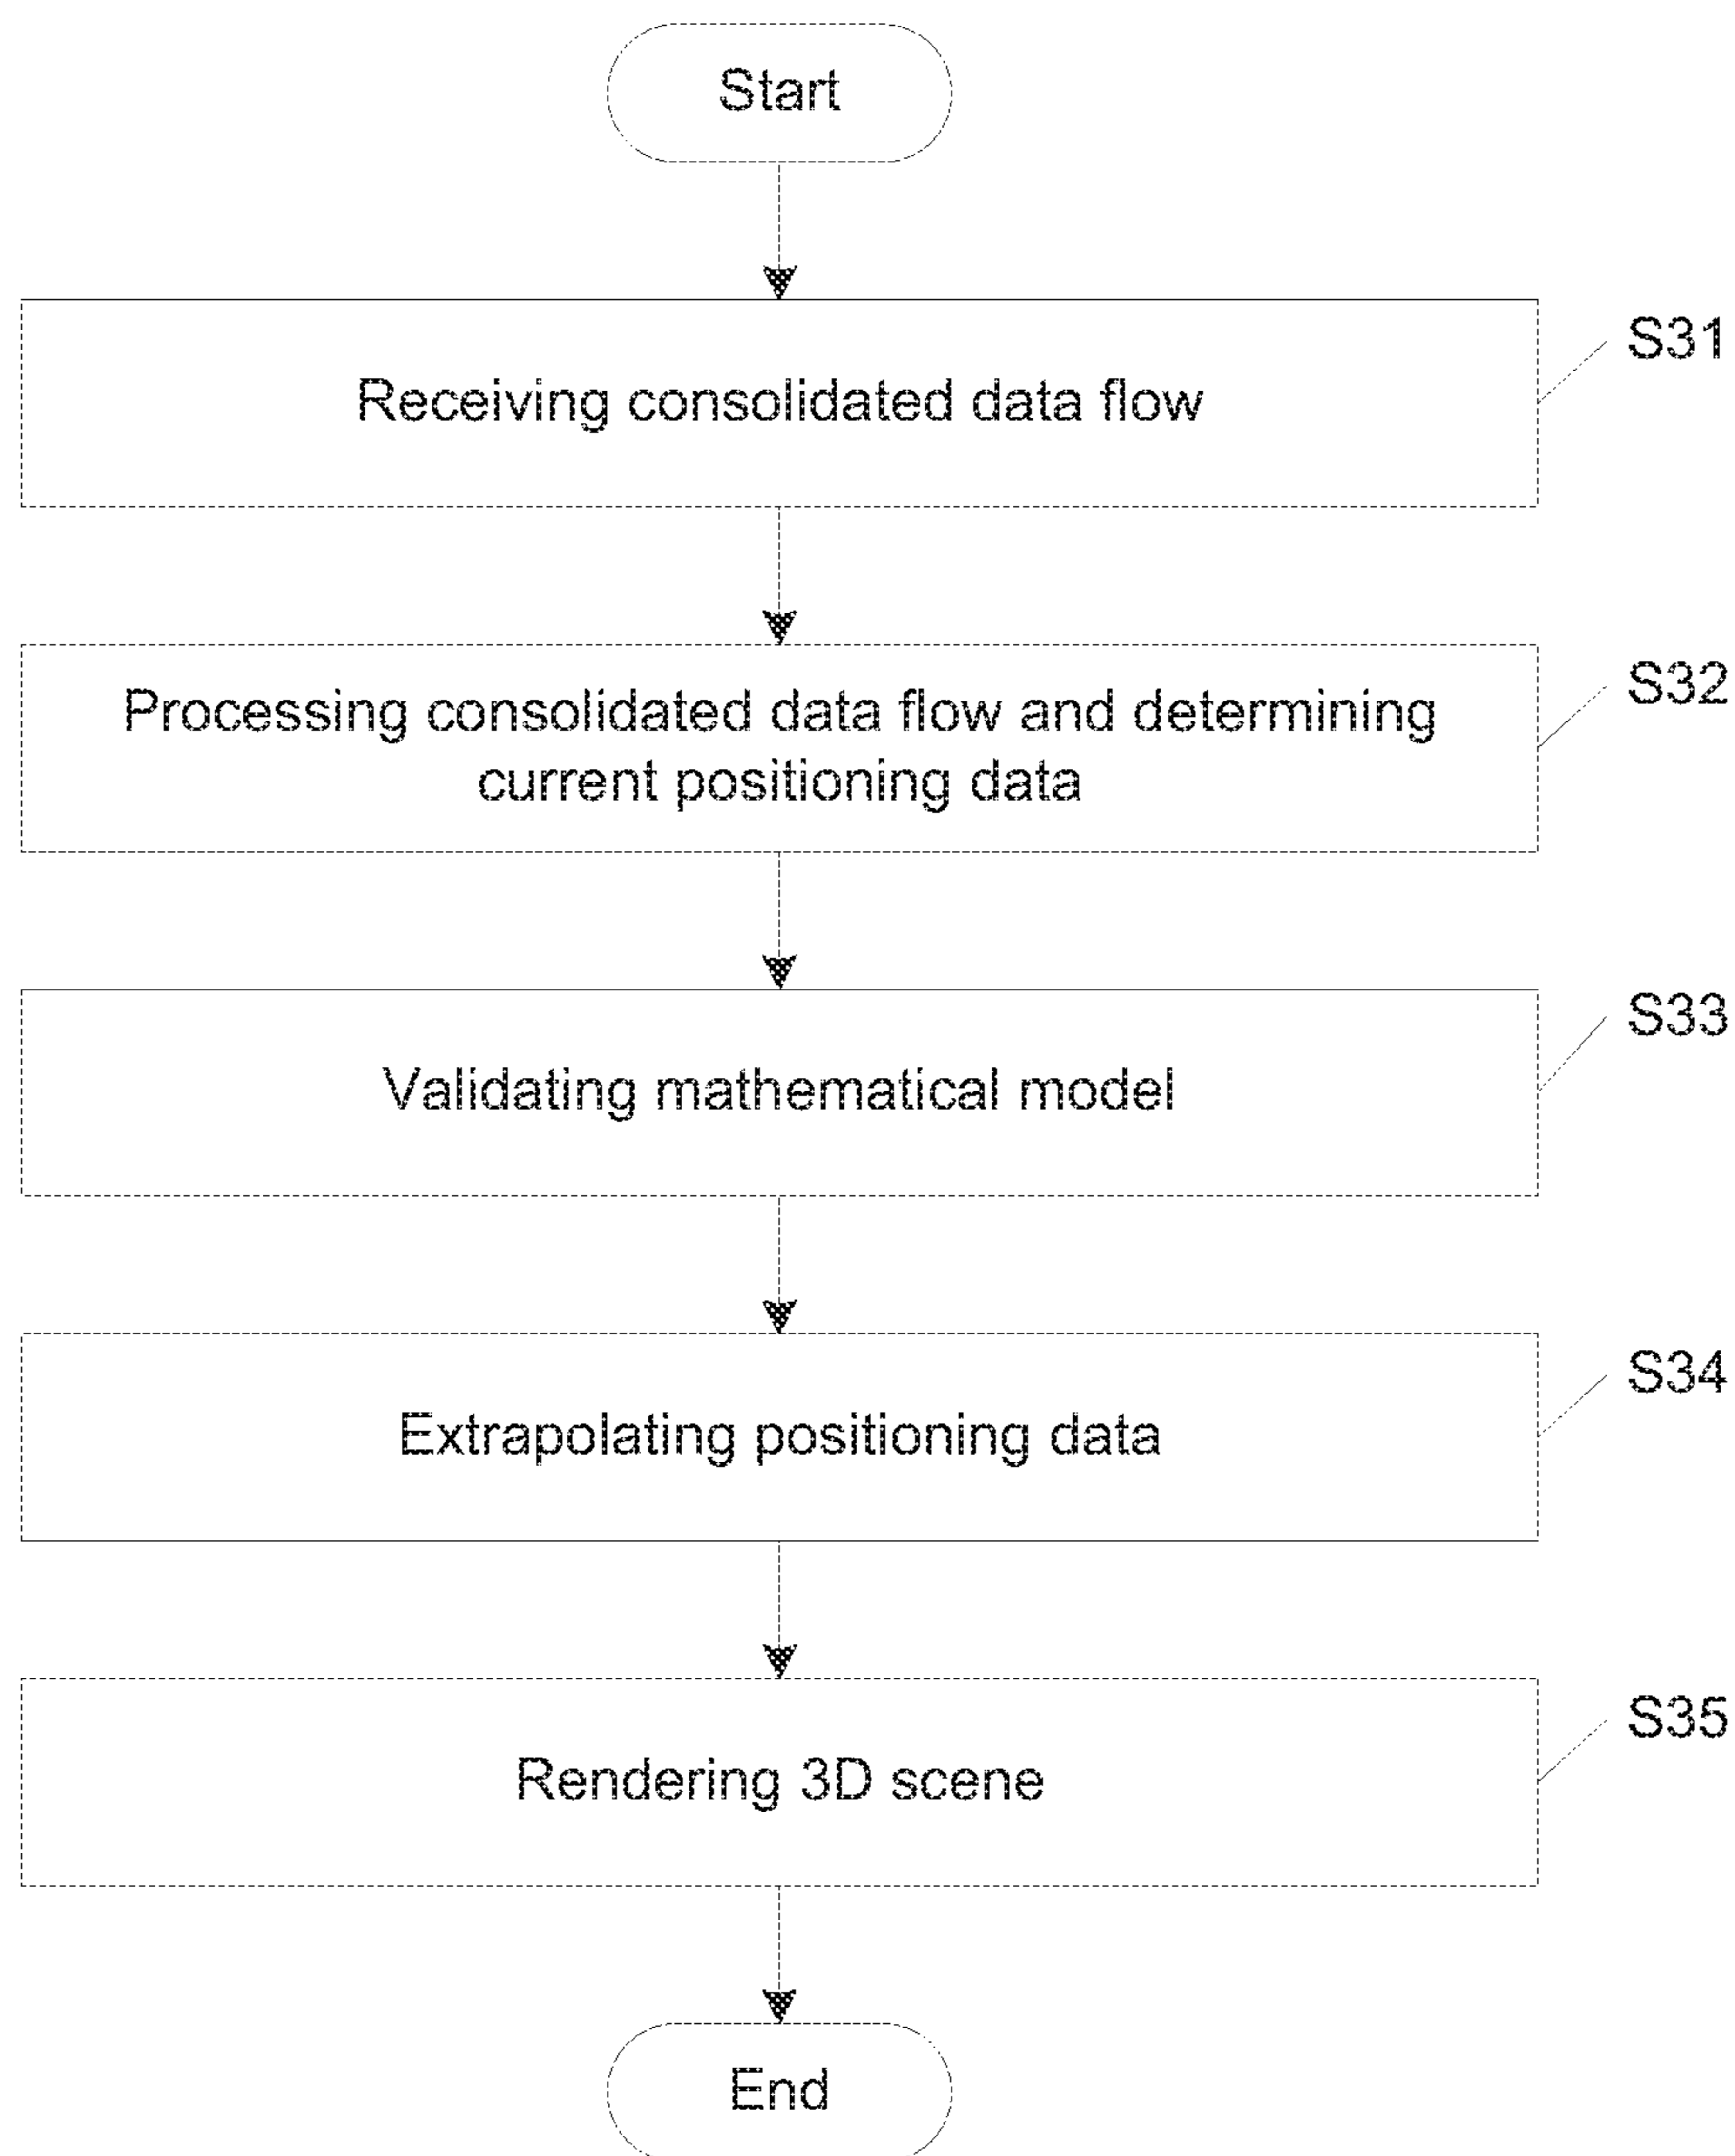 Start
Receiving consolidated data flow
S31
Processing consolidated data flow and determining
current positioning data
S32
Validating mathematical model
S33
Extrapolating positioning data
S34
Rendering 3D scene
S35
End